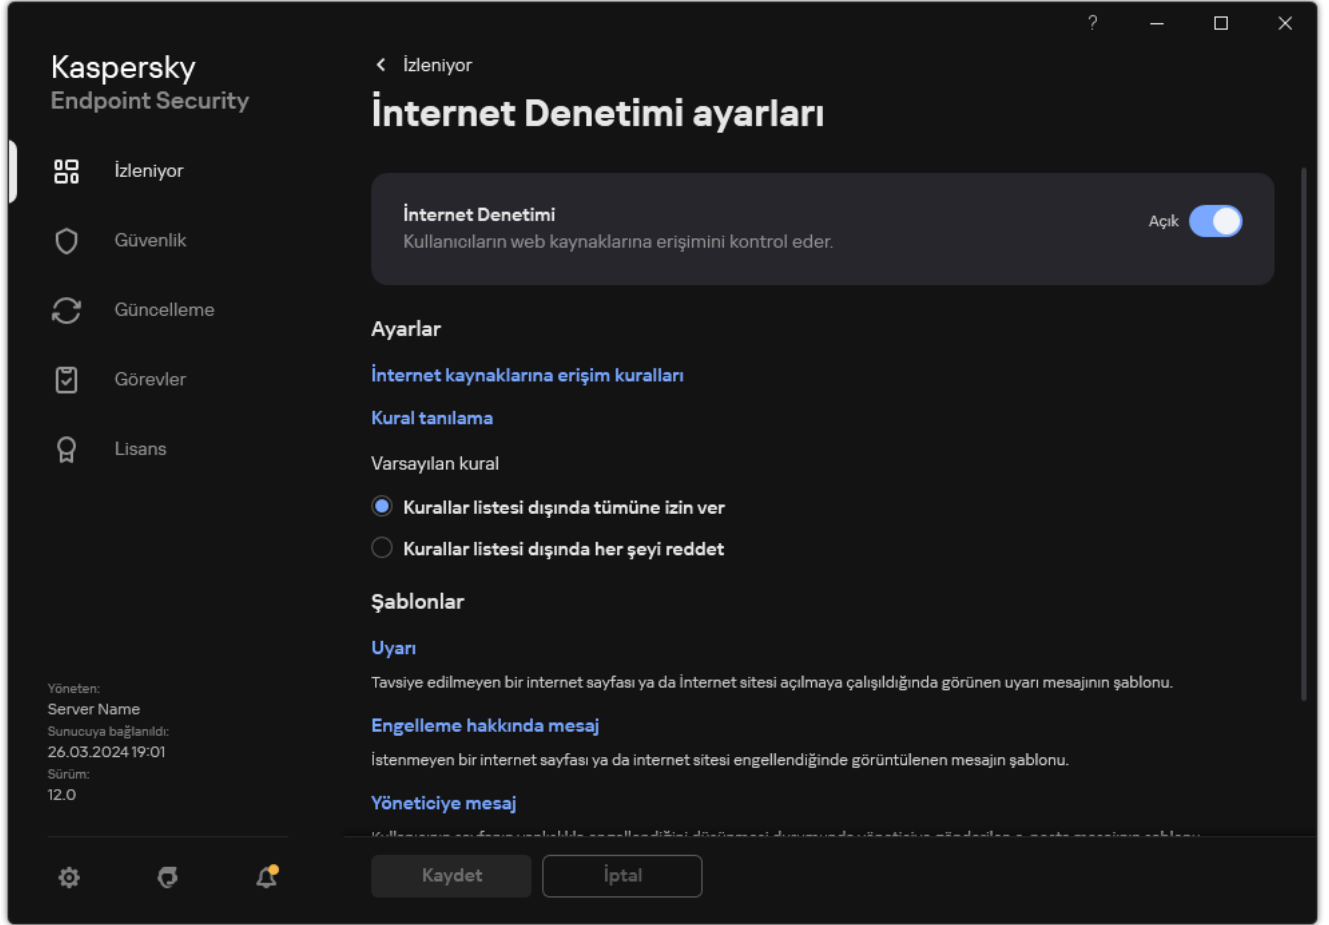 ?
Kaspersky
Endpoint Security
İzleniyor
Güvenlik
Güncelleme
Görevler
Lisans
Yöneten:
Server Name
Sunucuya bağlanıldı:
26.03.2024 19:01
Sürüm:
12.0
İzleniyor
İnternet Denetimi ayarları
İnternet Denetimi
Kullanıcıların web kaynaklarına erişimini kontrol eder.
Açık
Ayarlar
İnternet kaynaklarına erişim kuralları
Kural tanılama
Varsayılan kural
Kurallar listesi dışında tümüne izin ver
Kurallar listesi dışında her şeyi reddet
Şablonlar
Uyarı
Tavsiye edilmeyen bir internet sayfası ya da İnternet sitesi açılmaya çalışıldığında görünen uyarı mesajının şablonu.
Engelleme hakkında mesaj
İstenmeyen bir internet sayfası ya da internet sitesi engellendiğinde görüntülenen mesajın şablonu.
Yöneticiye mesaj
Kaydet
İptal